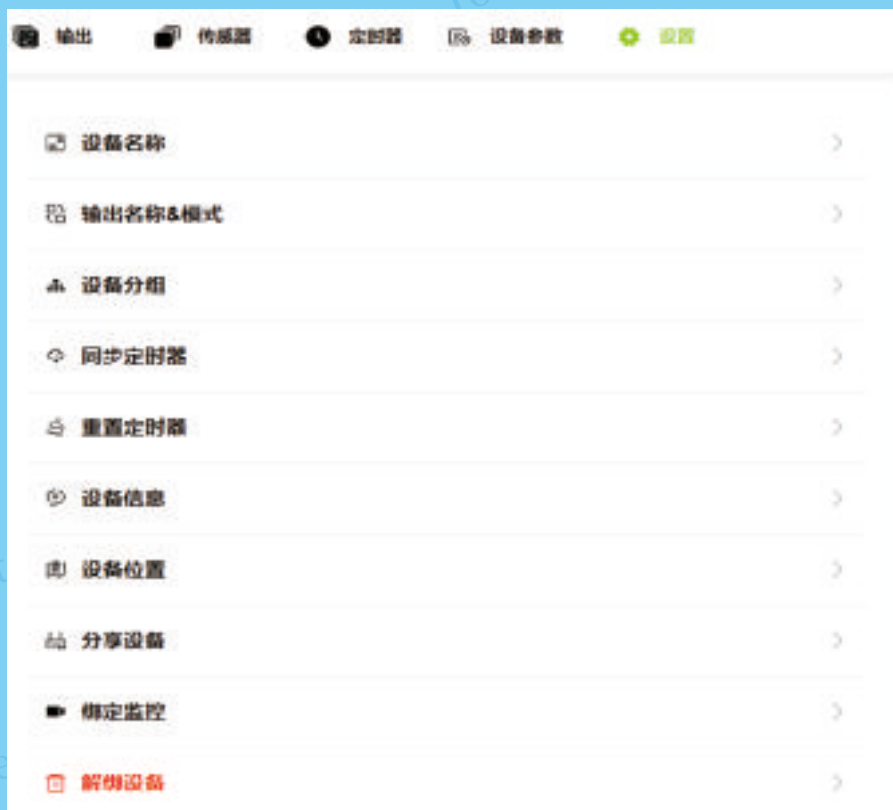 输出 传感器 定时器 设备参数 设置
设备名称
输出名称&模式
设备分组
同步定时器
重置定时器
设备信息
设备位置
分享设备
绑定监控
解绑设备